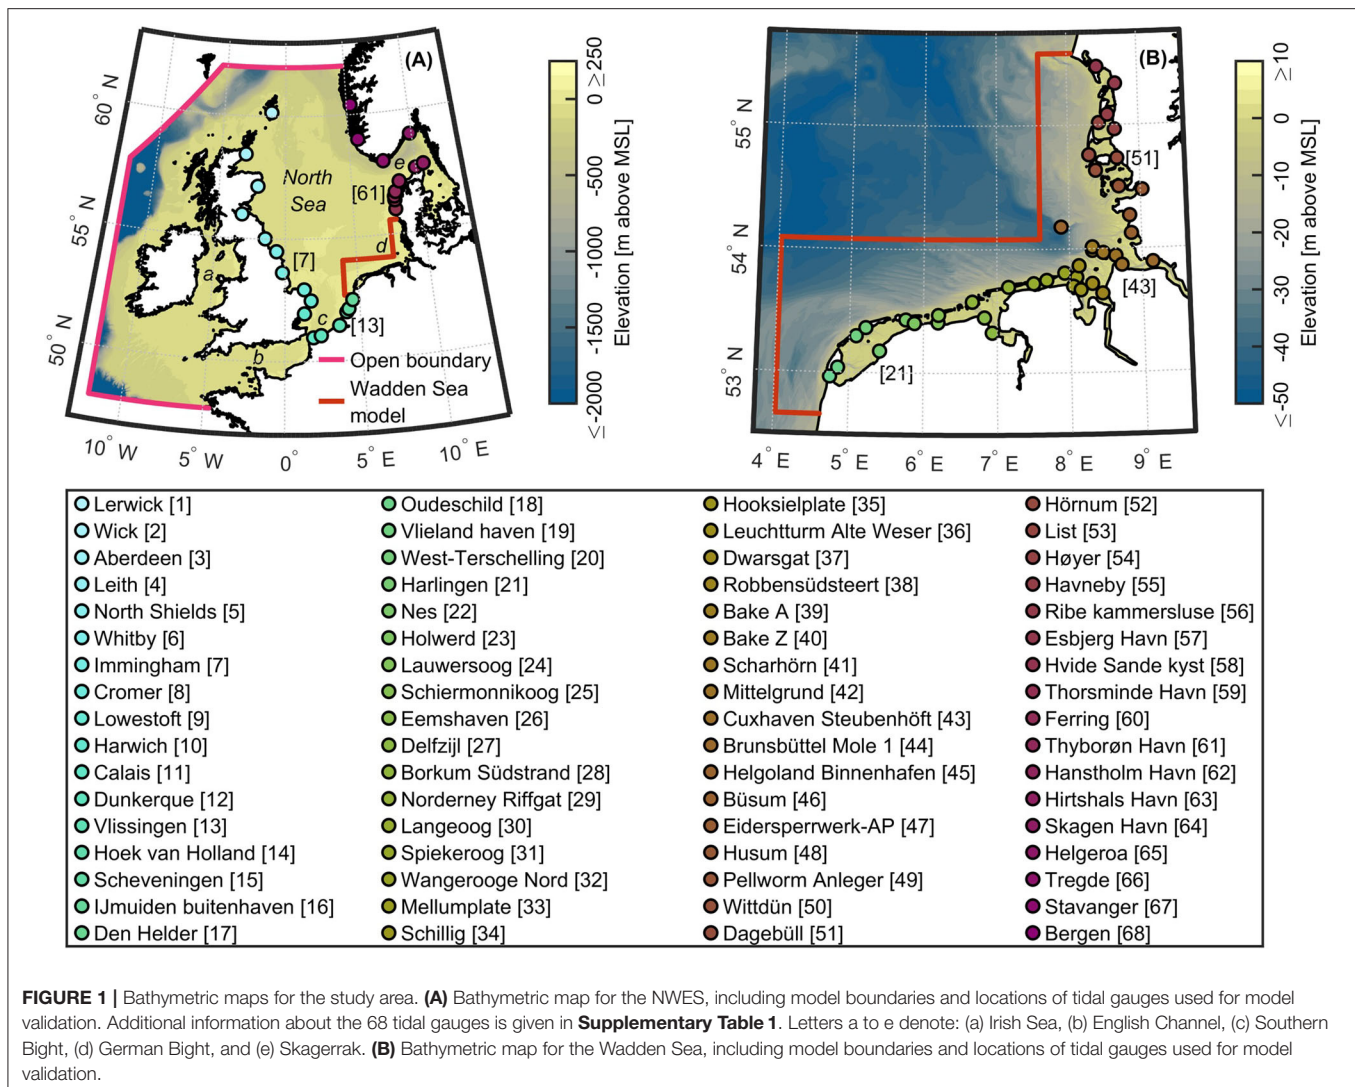 (A)
60° N
55° N
50° N
10° W
5° W
0°
5° E
10° E
North
Sea
[61]
e
d
[7]
a
c
[13]
b
Open boundary
Wadden Sea
model
≥ 250
0
-500
-1000
-1500
≤ -2000
Elevation [m above MSL]
(B)
55° N
54° N
53° N
4° E
5° E
6° E
7° E
8° E
9° E
[51]
[43]
[21]
≥10
0
-10
-20
-30
-40
≤-50
Elevation [m above MSL]
Lerwick [1]
Wick [2]
Aberdeen [3]
Leith [4]
North Shields [5]
Whitby [6]
Immingham [7]
Cromer [8]
Lowestoft [9]
Harwich [10]
Calais [11]
Dunkerque [12]
Vlissingen [13]
Hoek van Holland [14]
Scheveningen [15]
IJmuiden buitenhaven [16]
Den Helder [17]
Oudeschild [18]
Vlieland haven [19]
West-Terschelling [20]
Harlingen [21]
Nes [22]
Holwerd [23]
Lauwersoog [24]
Schiermonnikoog [25]
Eemshaven [26]
Delfzijl [27]
Borkum Südstrand [28]
Norderney Riffgat [29]
Langeoog [30]
Spiekeroog [31]
Wangerooge Nord [32]
Mellumplate [33]
Schillig [34]
Hooksielplate [35]
Leuchtturm Alte Weser [36]
Dwarsgat [37]
Robbensüdsteert [38]
Bake A [39]
Bake Z [40]
Scharhörn [41]
Mittelgrund [42]
Cuxhaven Steubenhöft [43]
Brunsbüttel Mole 1 [44]
Helgoland Binnenhafen [45]
Büsum [46]
Eidersperrwerk-AP [47]
Husum [48]
Pellworm Anleger [49]
Wittdün [50]
Dagebüll [51]
Hörnum [52]
List [53]
Høyer [54]
Havneby [55]
Ribe kammersluse [56]
Esbjerg Havn [57]
Hvide Sande kyst [58]
Thorsminde Havn [59]
Ferring [60]
Thyborøn Havn [61]
Hanstholm Havn [62]
Hirtshals Havn [63]
Skagen Havn [64]
Helgeroa [65]
Tregde [66]
Stavanger [67]
Bergen [68]
FIGURE 1 | Bathymetric maps for the study area. (A) Bathymetric map for the NWES, including model boundaries and locations of tidal gauges used for model
validation. Additional information about the 68 tidal gauges is given in Supplementary Table 1. Letters a to e denote: (a) Irish Sea, (b) English Channel, (c) Southern
Bight, (d) German Bight, and (e) Skagerrak. (B) Bathymetric map for the Wadden Sea, including model boundaries and locations of tidal gauges used for model
validation.